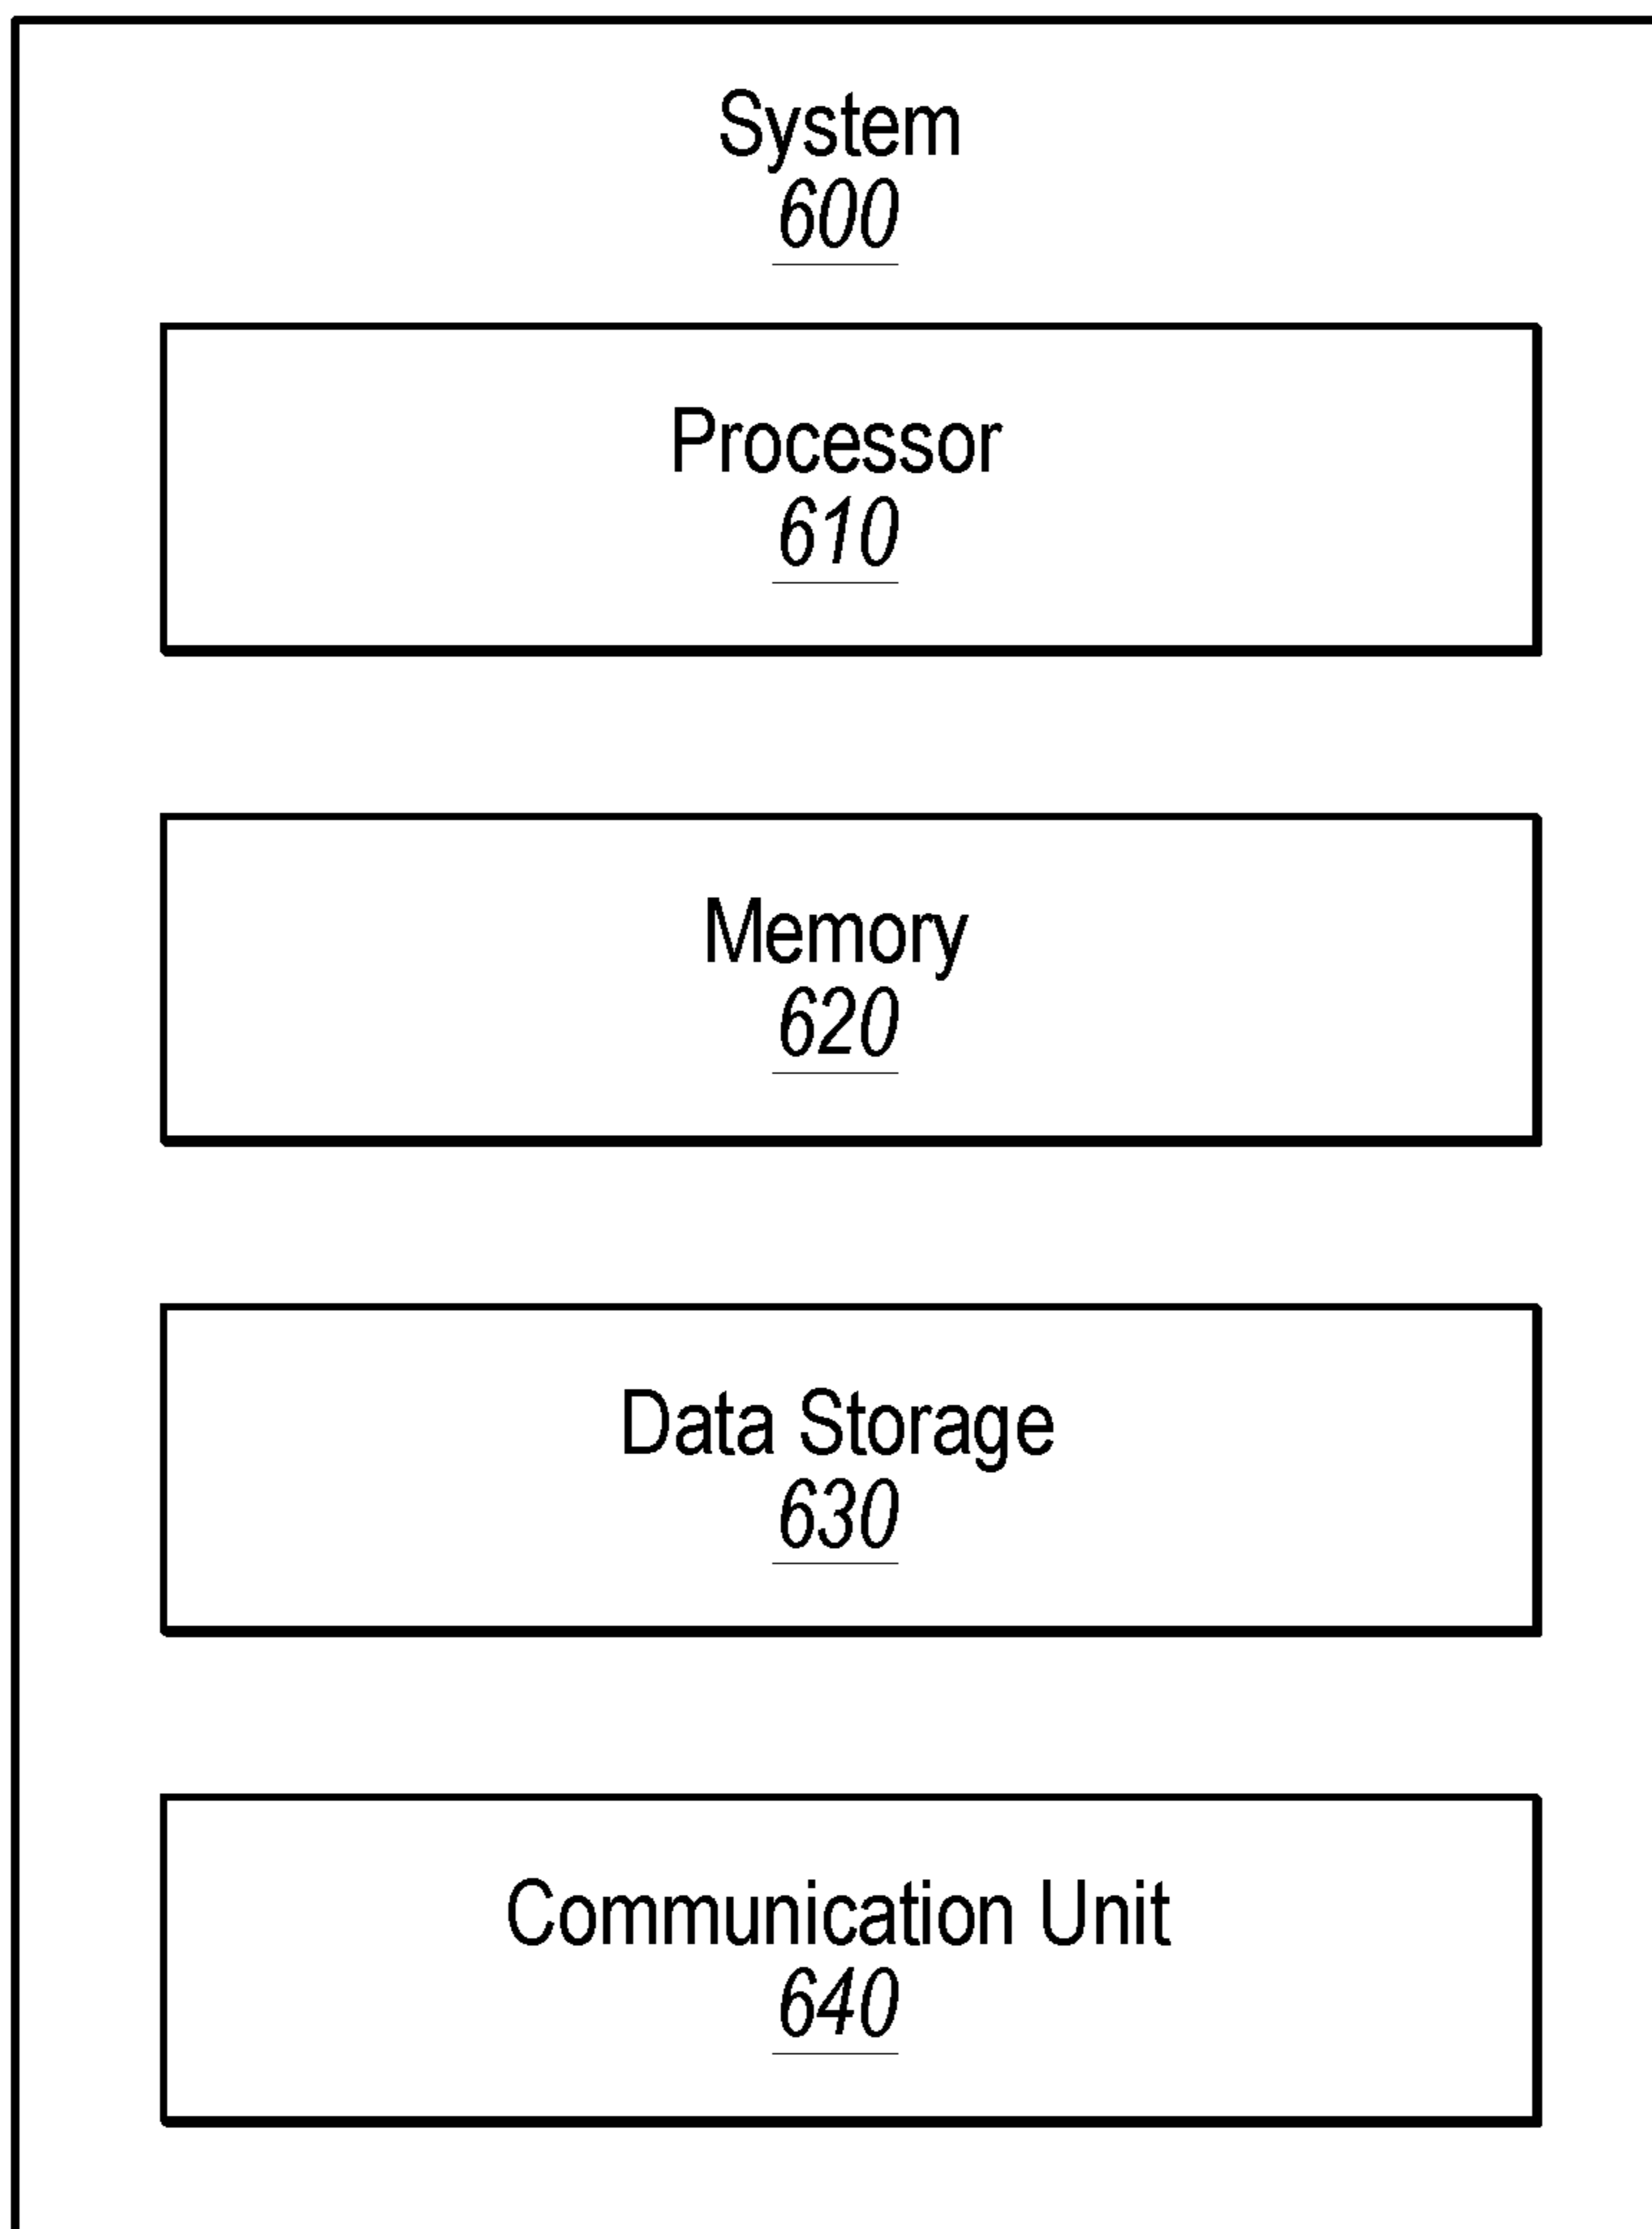 System
600
Processor
610
Memory
620
Data Storage
630
Communication Unit
640